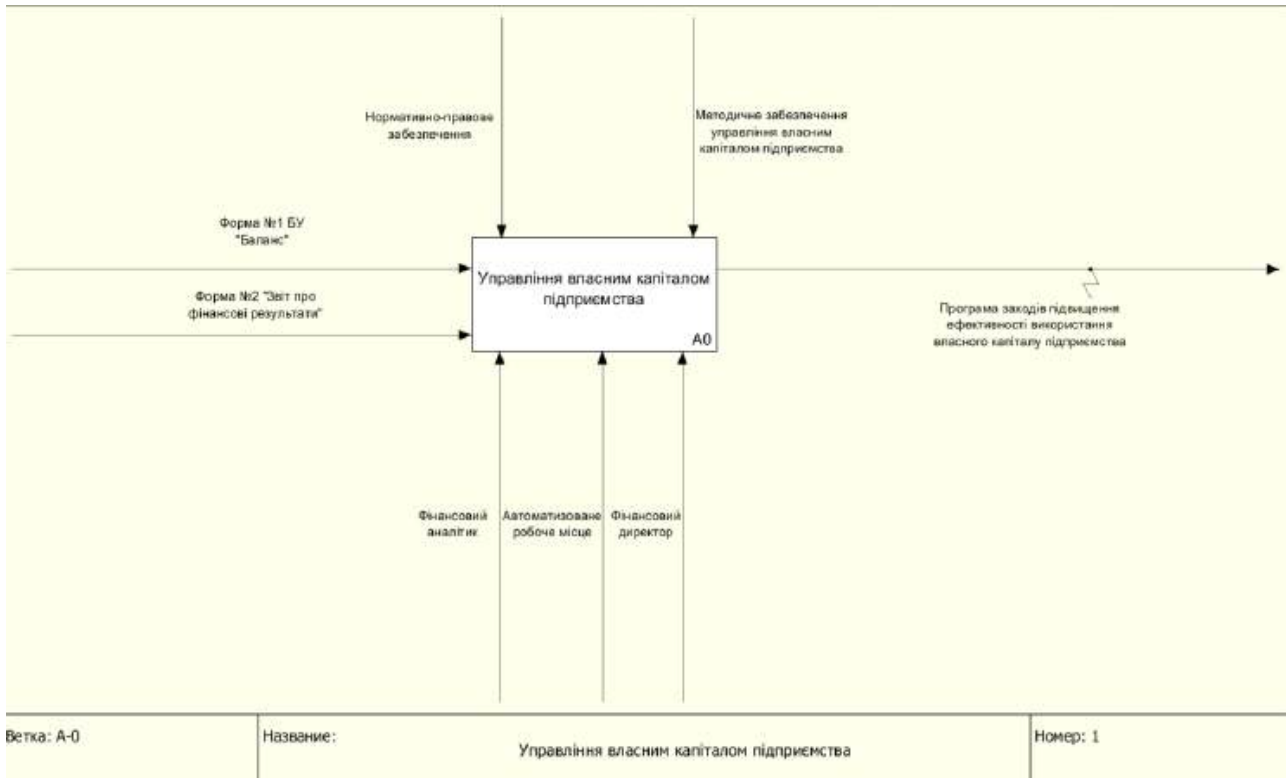 Нормативно-правове
забезпечення
Методичне забезпечення
управління власним
капіталом підприємства
Форма №1 БУ
"Баланс"
Форма №2 "Звіт про
фінансові результати"
Управління власним капіталом
підприємства
A0
Програма заходів підвищення
ефективності використання
власного капіталу підприємства
Фінансовий
аналітик
Автоматизоване
робоче місце
Фінансовий
директор
Ветка: A-0
Название:
Управління власним капіталом підприємства
Номер: 1